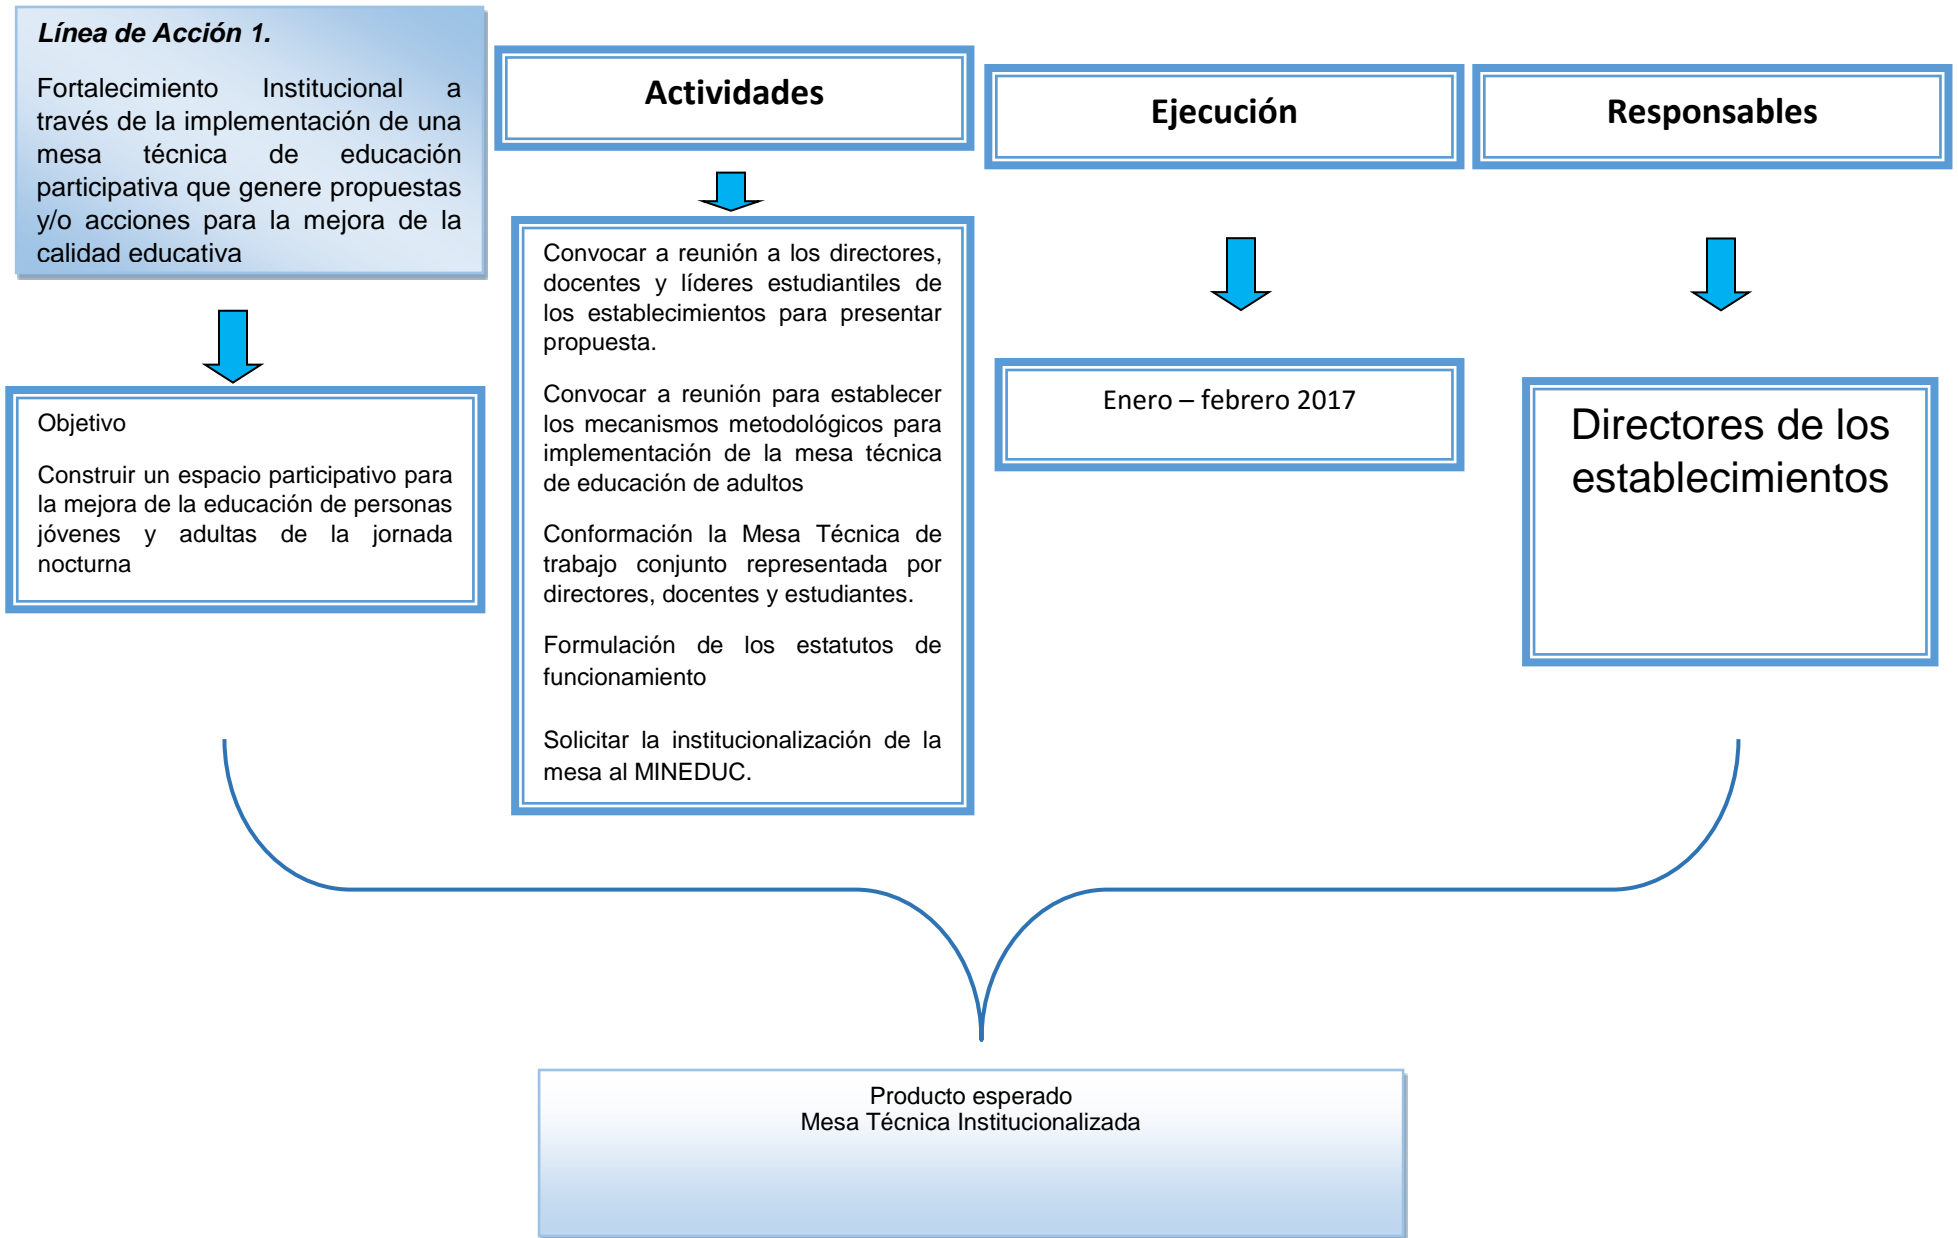 Línea de Acción 1.
Fortalecimiento Institucional a
través de la implementación de una
mesa técnica de educación
participativa que genere propuestas
y/o acciones para la mejora de la
calidad educativa
Objetivo
Construir un espacio participativo para
la mejora de la educación de personas
jóvenes y adultas de la jornada
nocturna
Actividades
Convocar a reunión a los directores,
docentes y líderes estudiantiles de
los establecimientos para presentar
propuesta.
Convocar a reunión para establecer
los mecanismos metodológicos para
implementación de la mesa técnica
de educación de adultos
Conformación la Mesa Técnica de
trabajo conjunto representada por
directores, docentes y estudiantes.
Formulación de los estatutos de
funcionamiento
Solicitar la institucionalización de la
mesa al MINEDUC.
Ejecución
Enero – febrero 2017
Responsables
Directores de los
establecimientos
Producto esperado
Mesa Técnica Institucionalizada